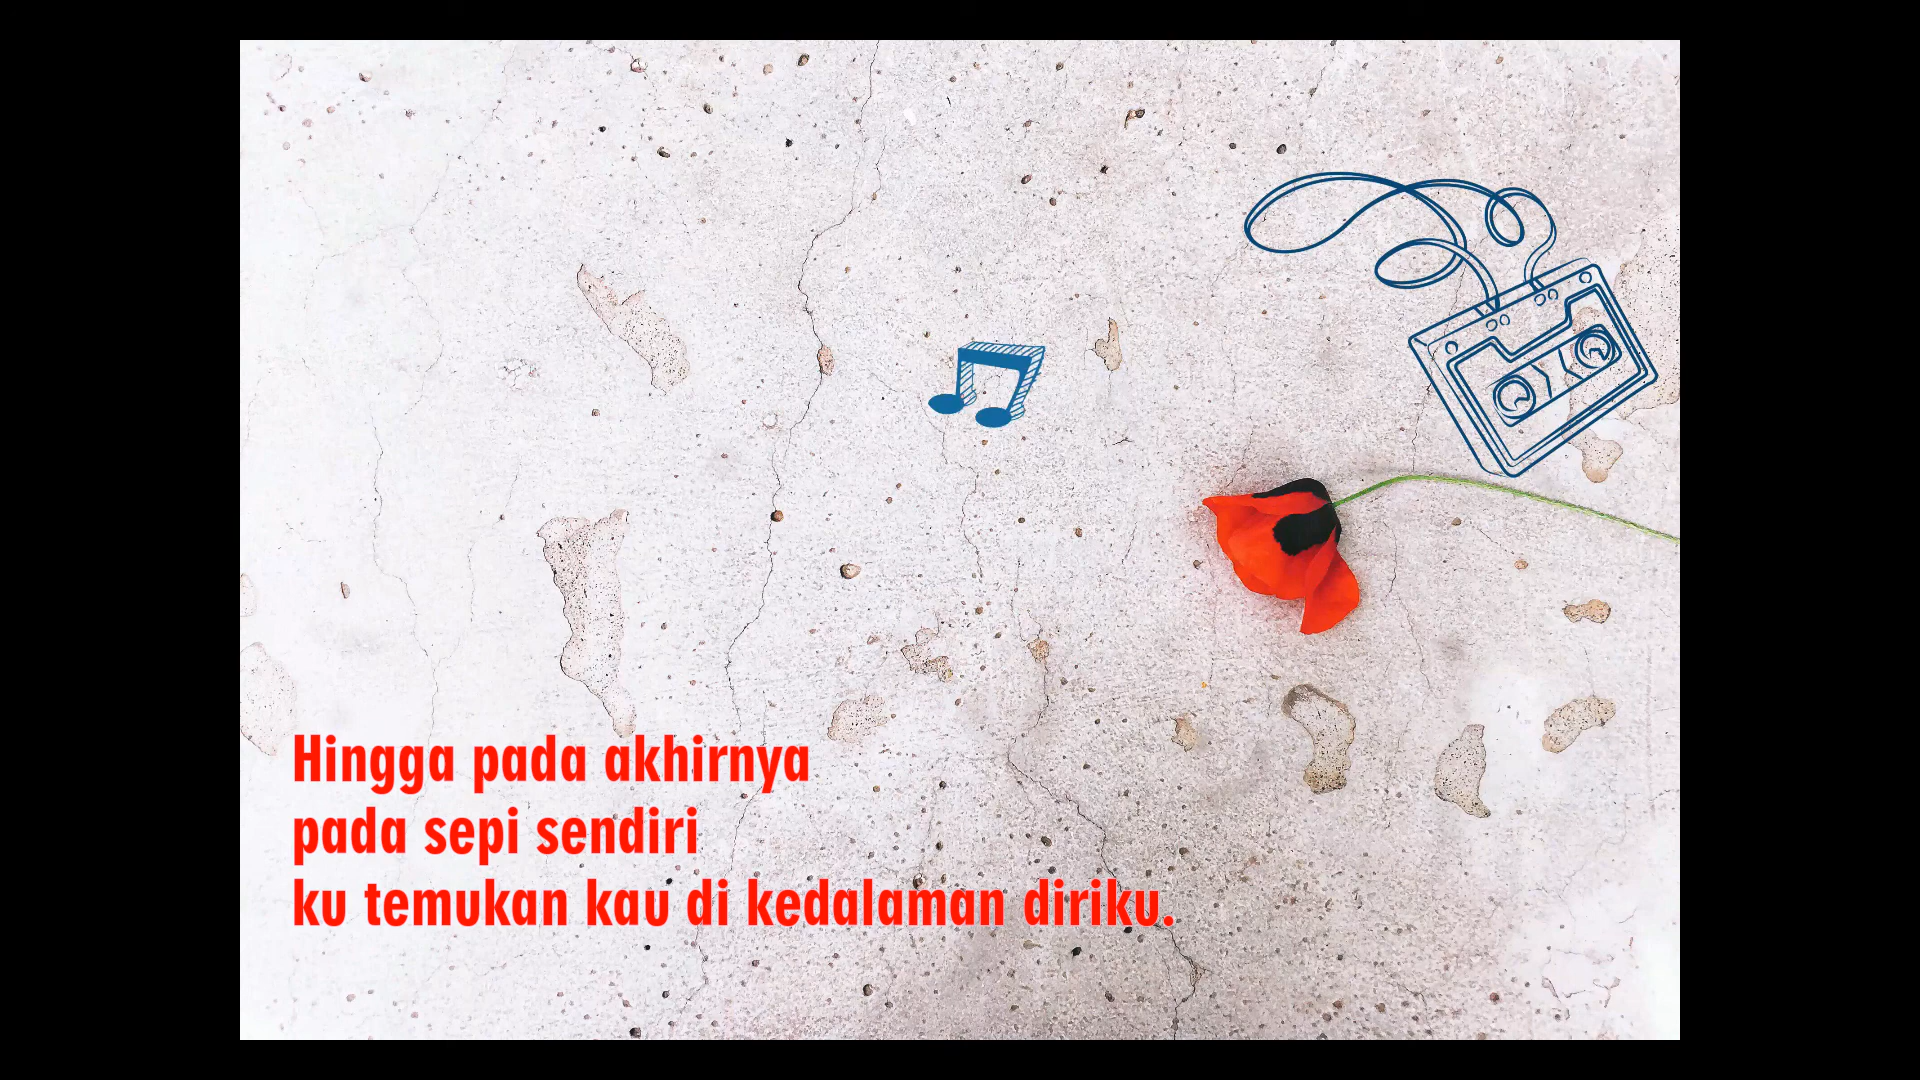 Hingga pada akhirnya
pada sepi sendiri
ku temukan kau di kedalaman diriku.